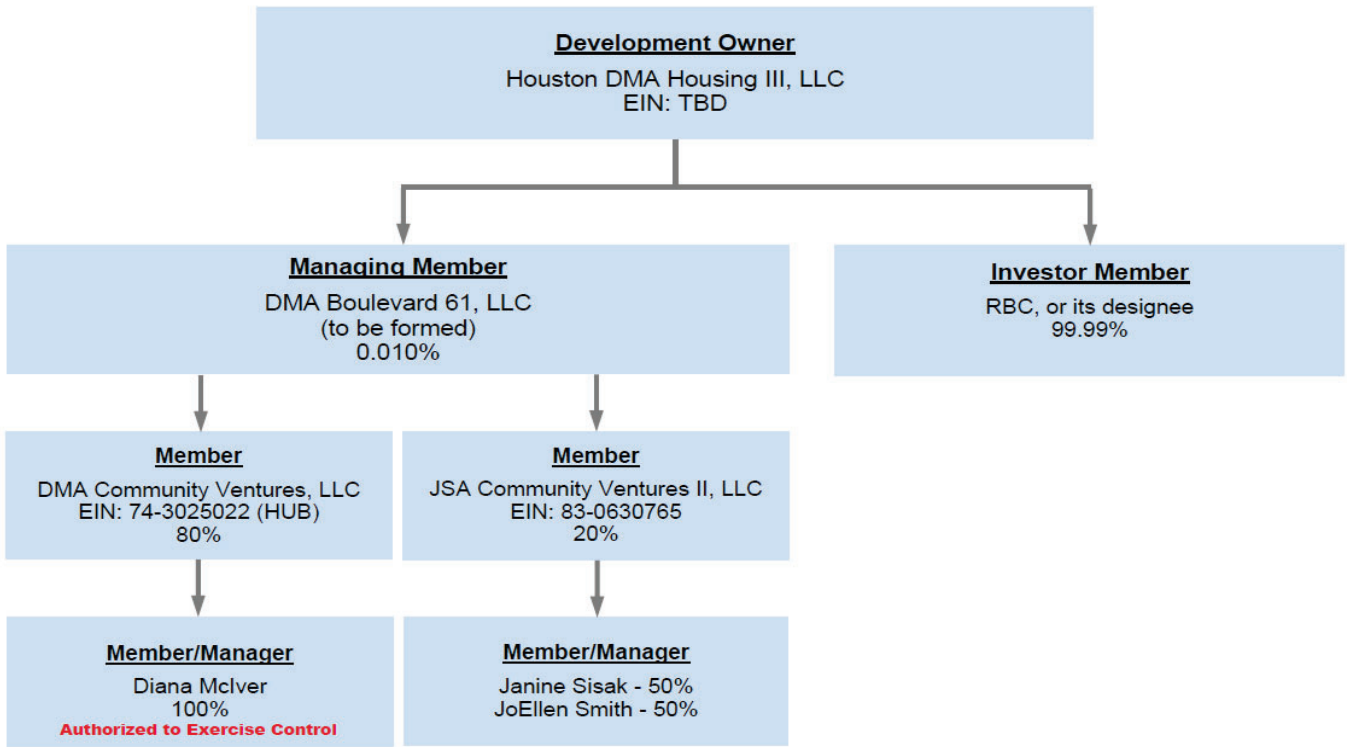 Development Owner
Houston DMA Housing III, LLC
EIN: TBD
Managing Member
DMA Boulevard 61, LLC
(to be formed)
0.010%
Investor Member
RBC, or its designee
99.99%
Member
DMA Community Ventures, LLC
EIN: 74-3025022 (HUB)
80%
Member
JSA Community Ventures II, LLC
EIN: 83-0630765
20%
Member/Manager
Diana McIver
100%
Authorized to Exercise Control
Member/Manager
Janine Sisak - 50%
JoEllen Smith - 50%